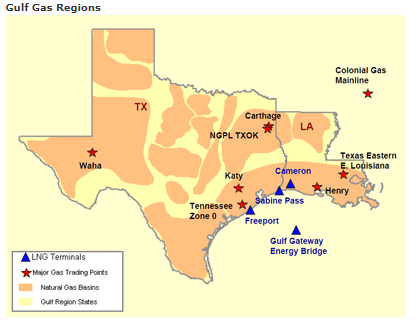 Gulf Gas Regions
Colonial Gas
Mainline
TX
Carthage
NGPL TXOK
LA
Texas Eastern
E. Louisiana
Waha
Cameron
Katy
Henry
Sabine Pass
Tennessee
Zone 0
Freeport
Gulf Gateway
Energy Bridge
LNG Terminals
Major Gas Trading Points
Natural Gas Basins
Gulf Region States